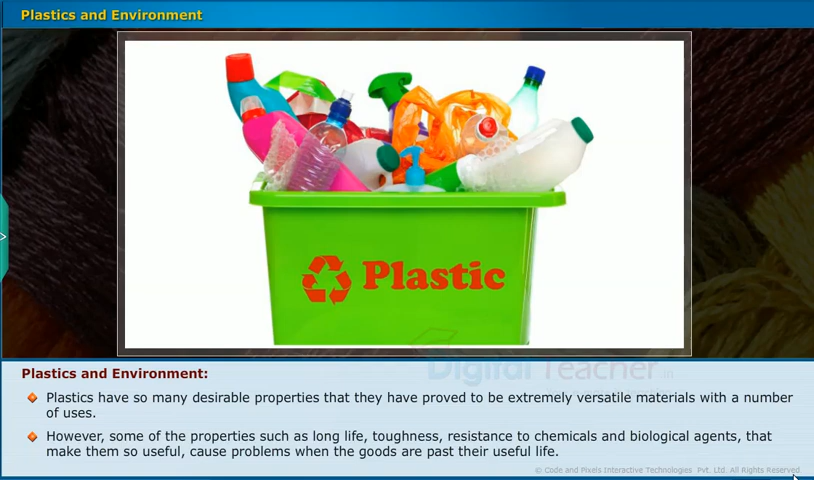 Plastics and Environment
Plastic
Digital Teacher in
Plastics and Environment:
Plastics have so many desirable properties that they have proved to be extremely versatile materials with a number
of uses.
However, some of the properties such as long life, toughness, resistance to chemicals and biological agents, that
make them so useful, cause problems when the goods are past their useful life.
© Code and Pixels Interactive Technologies Pvt. Ltd. All Rights Reserved.